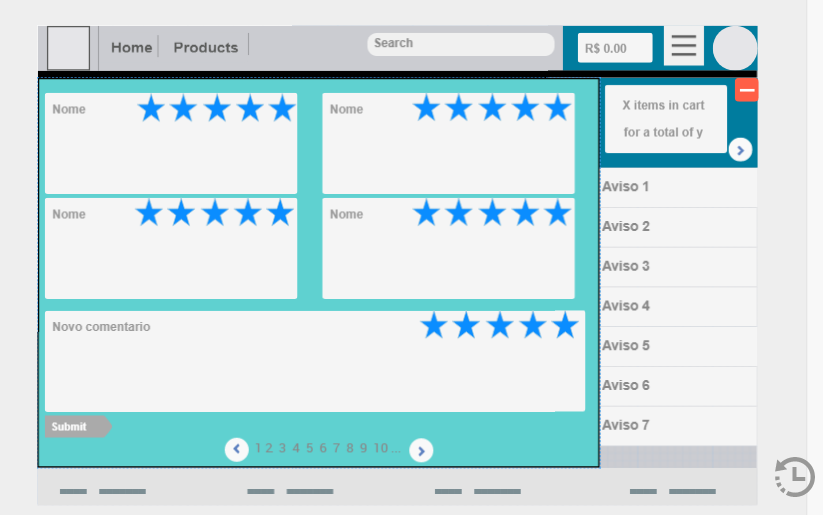 Home
Products
Search
R$ 0.00
Nome
Nome
X items in cart
for a total of y
Aviso 1
Nome
Nome
Aviso 2
Aviso 3
Aviso 4
Novo comentario
Aviso 5
Aviso 6
Submit
Aviso 7
1 2 3 4 5 6 7 8 9 10 ...